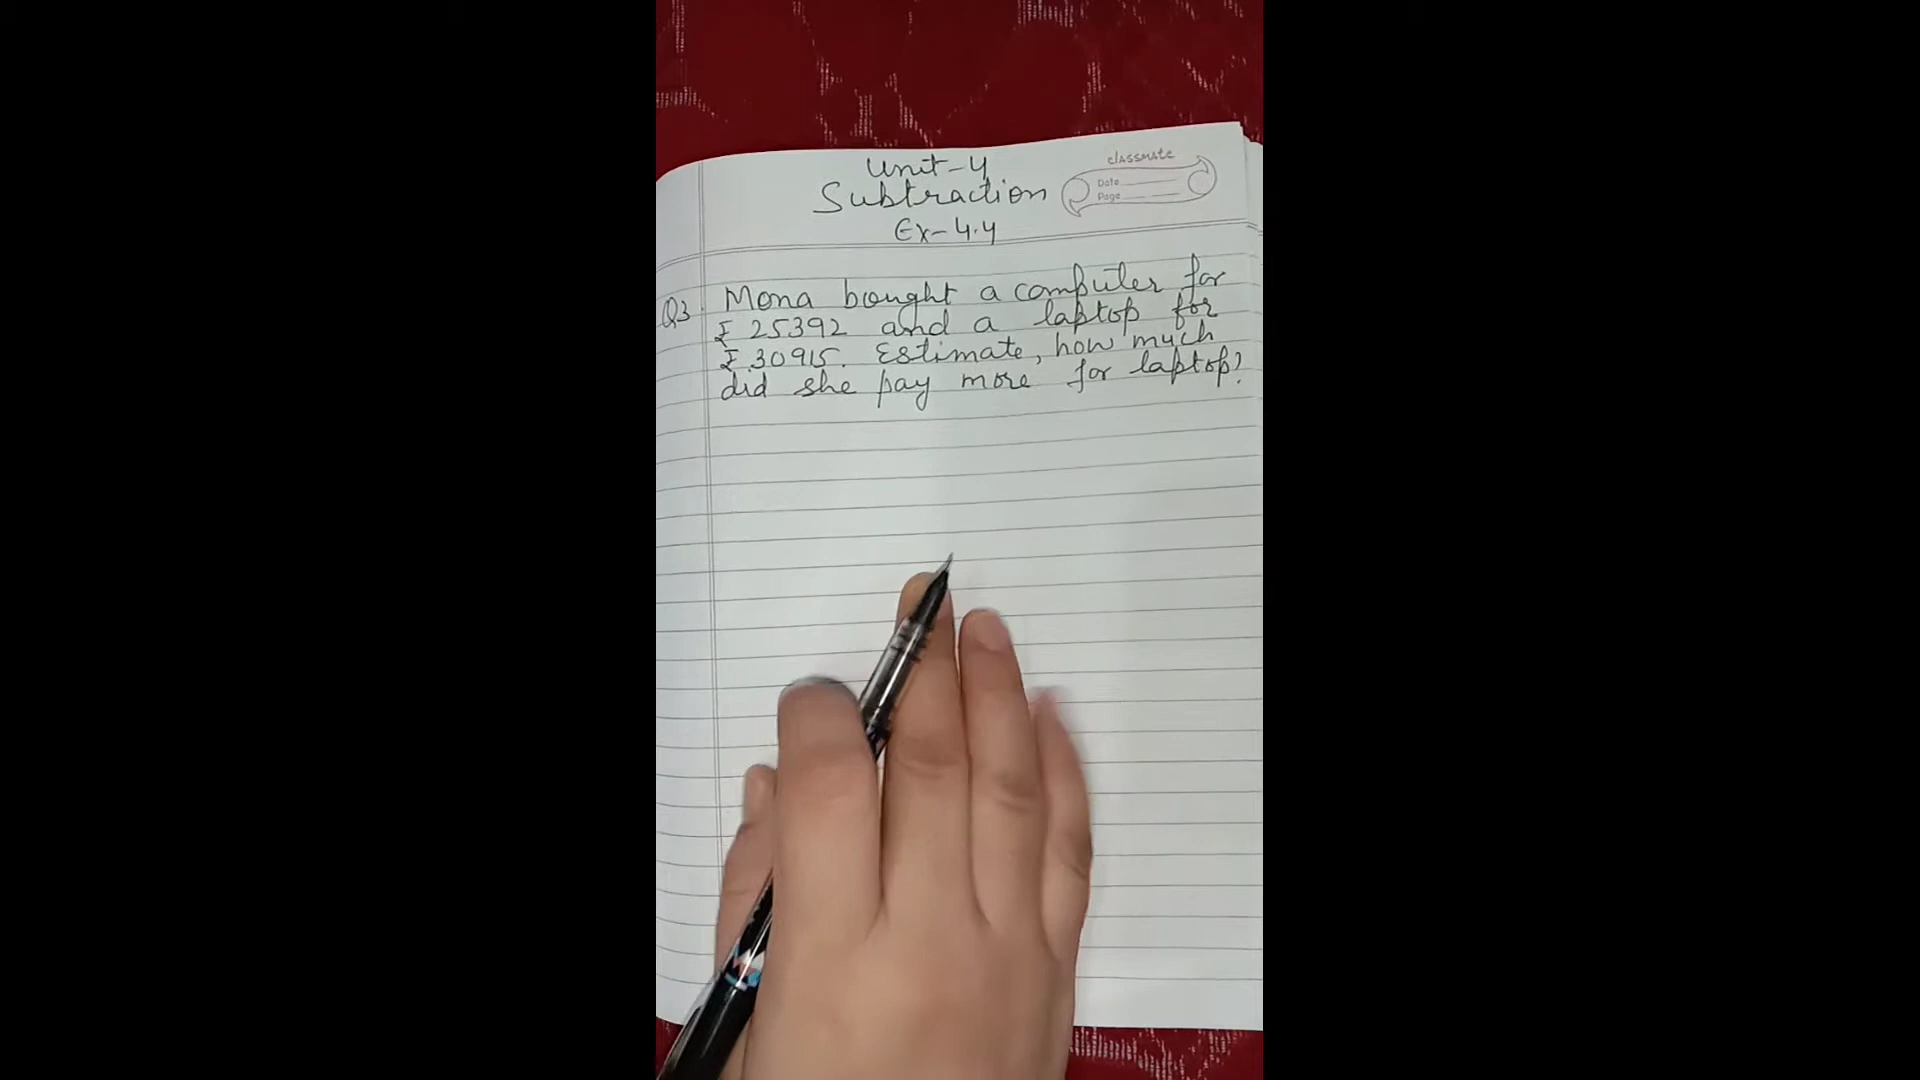 Unit-4
Subtraction
Ex-4.4
classmate
Date
Page
Q3. Mona bought a computer for
₹ 25392 and a laptop for
₹ 30915. Estimate, how much
did she pay more for laptop?